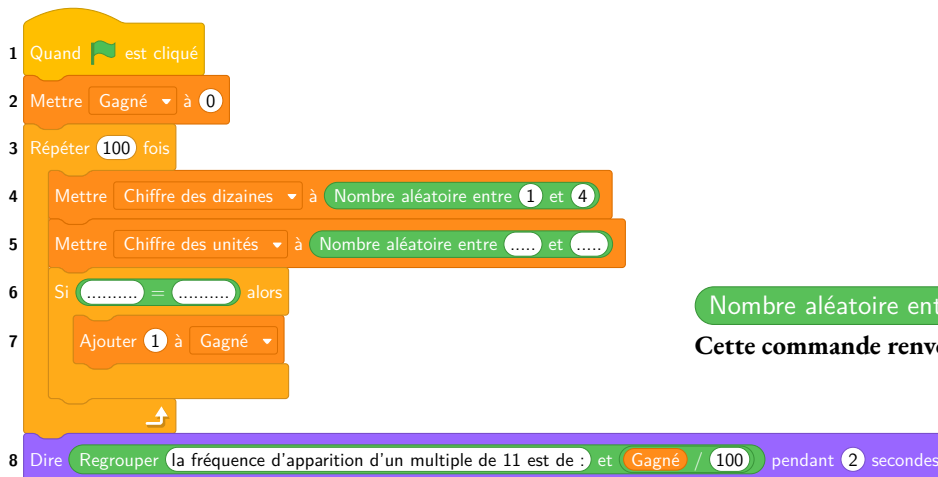 1 Quand est cliqué
2 Mettre Gagné à 0
3 Répéter 100 fois
4 Mettre Chiffre des dizaines à Nombre aléatoire entre 1 et 4
5 Mettre Chiffre des unités à Nombre aléatoire entre ..... et .....
6 Si .......... = .......... alors
Nombre aléatoire
7 Ajouter 1 à Gagné
Cette commande
8 Dire Regrouper la fréquence d'apparition d'un multiple de 11 est de : et Gagné / 100 pendant 2 secondes